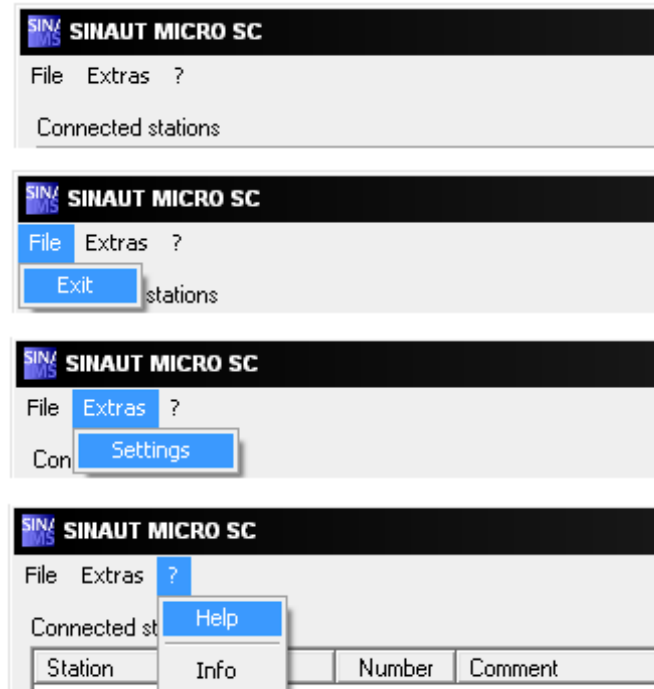 SINAUT MICRO SC
File Extras ?
Connected stations
SINAUT MICRO SC
File Extras ?
Exit
stations
SINAUT MICRO SC
File Extras ?
Con Settings
SINAUT MICRO SC
File Extras ?
Connected st Help
Station Info Number Comment